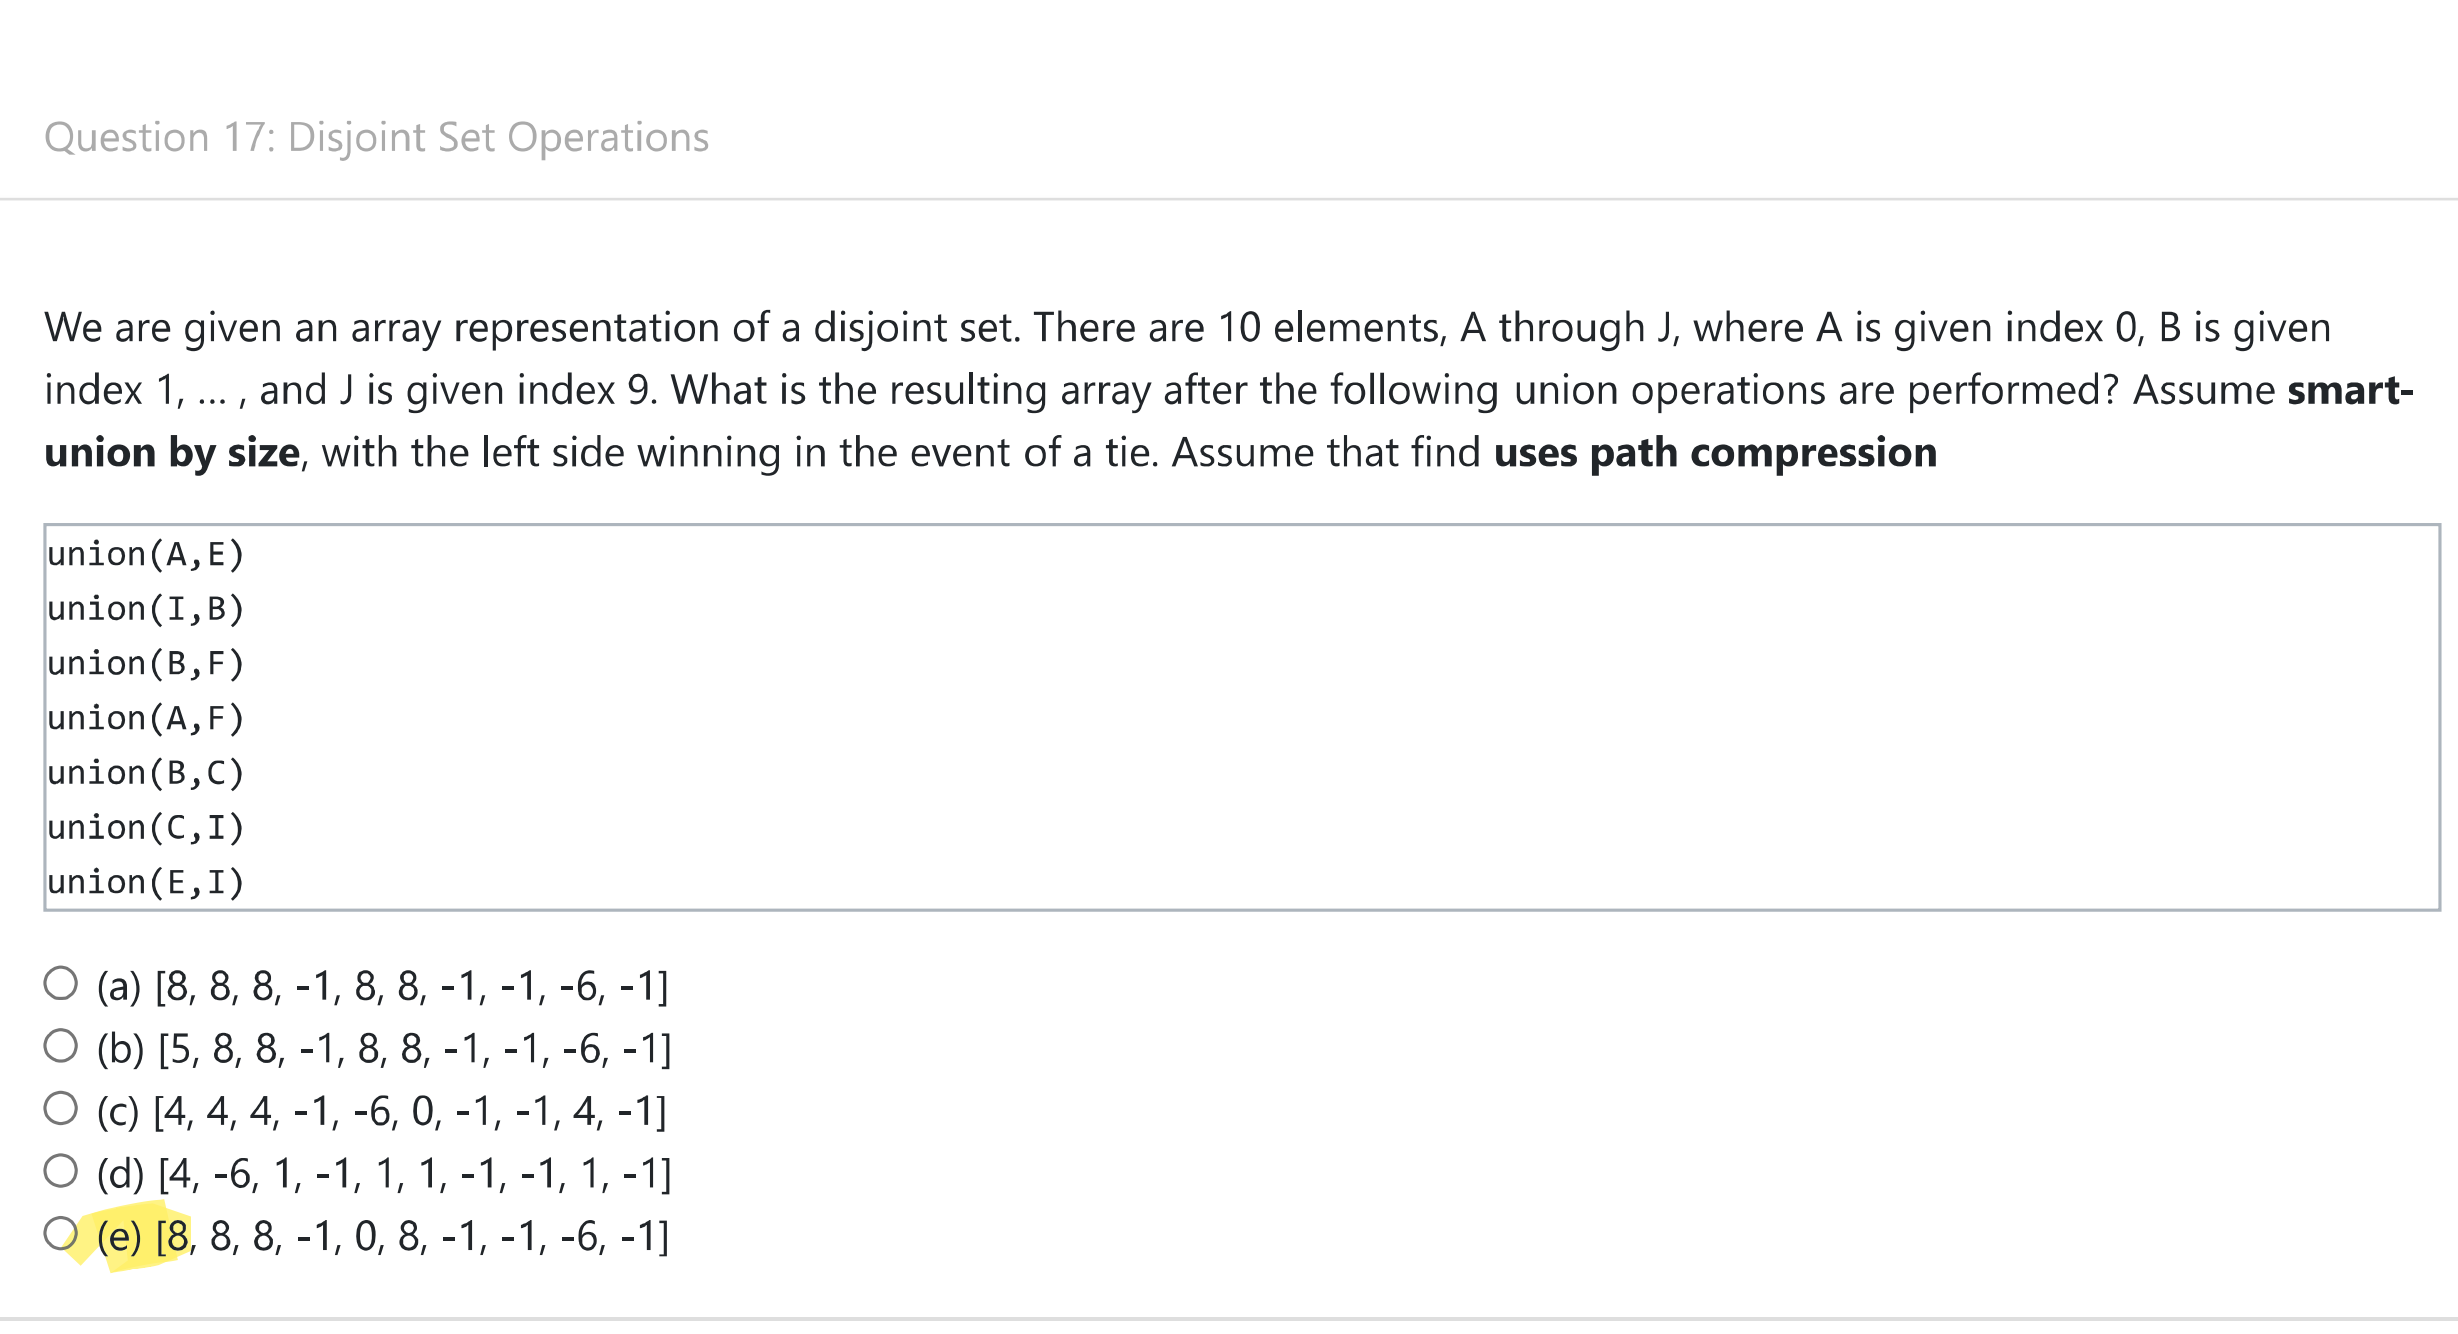 Question 17: Disjoint Set Operations
We are given an array representation of a disjoint set. There are 10 elements, A through J, where A is given index 0, B is given
index 1, ... , and J is given index 9. What is the resulting array after the following union operations are performed? Assume smart-
union by size, with the left side winning in the event of a tie. Assume that find uses path compression
union(A,E)
union(I,B)
union(B,F)
union(A,F)
union(B,C)
union(C,I)
union(E,I)
(a) [8, 8, 8, -1, 8, 8, -1, -1, -6, -1]
(b) [5, 8, 8, -1, 8, 8, -1, -1, -6, -1]
(c) [4, 4, 4, -1, -6, 0, -1, -1, 4, -1]
(d) [4, -6, 1, -1, 1, 1, -1, -1, 1, -1]
(e) [8, 8, 8, -1, 0, 8, -1, -1, -6, -1]